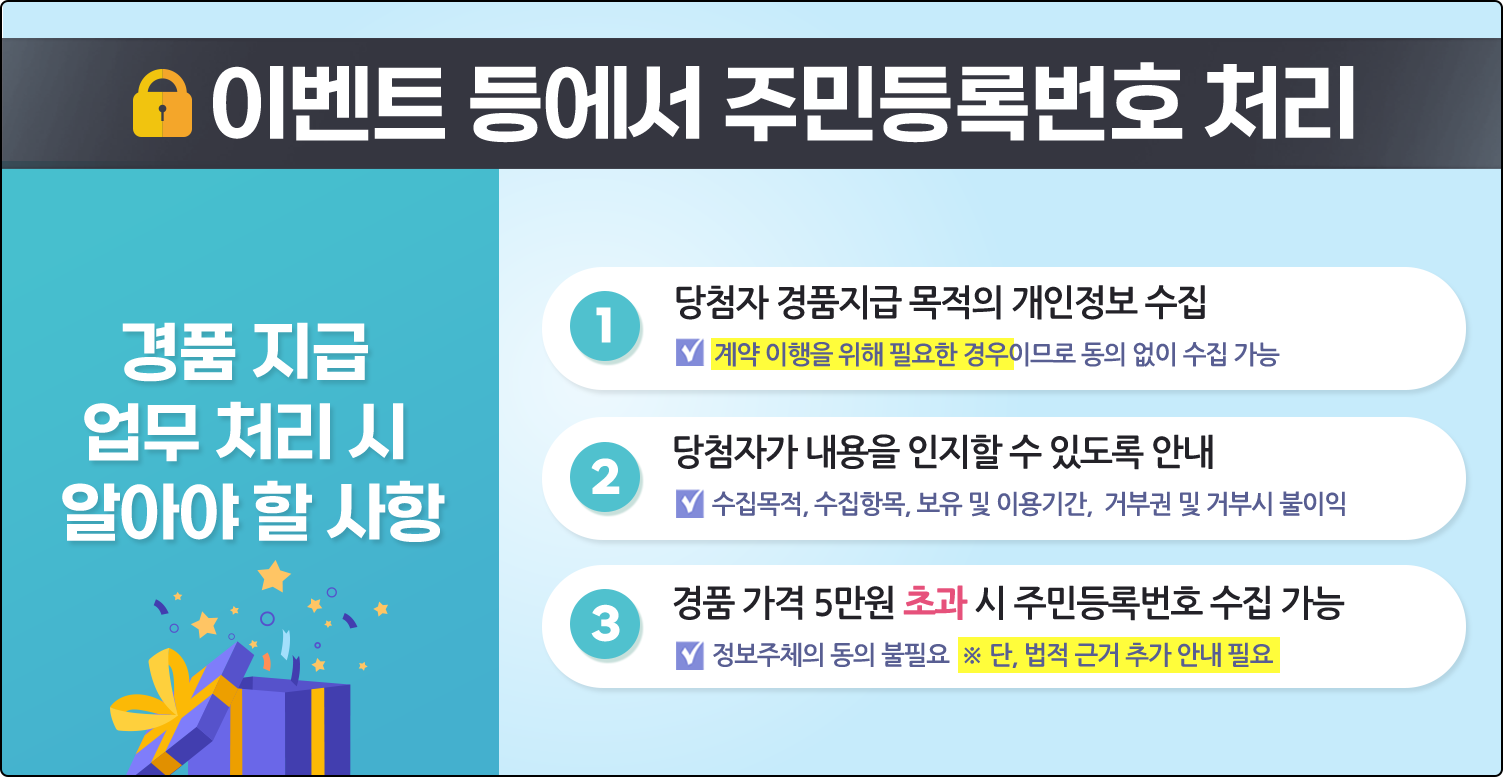 이벤트 등에서 주민등록번호 처리
경품 지급
업무 처리 시
알아야 할 사항
1
당첨자 경품지급 목적의 개인정보 수집
계약 이행을 위해 필요한 경우이므로 동의 없이 수집 가능
2
당첨자가 내용을 인지할 수 있도록 안내
수집목적, 수집항목, 보유 및 이용기간, 거부권 및 거부시 불이익
3
경품 가격 5만원 초과 시 주민등록번호 수집 가능
정보주체의 동의 불필요 ※ 단, 법적 근거 추가 안내 필요